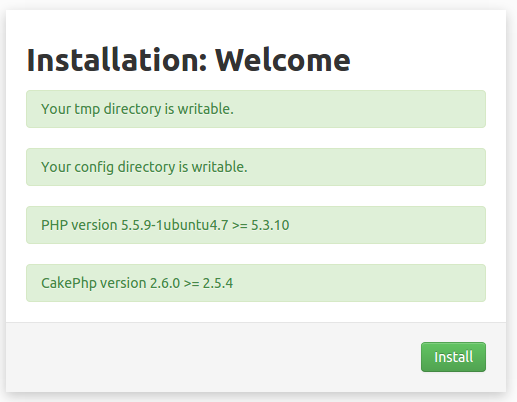 Installation: Welcome
Your tmp directory is writable.
Your config directory is writable.
PHP version 5.5.9-1ubuntu4.7 >= 5.3.10
CakePhp version 2.6.0 >= 2.5.4
Install